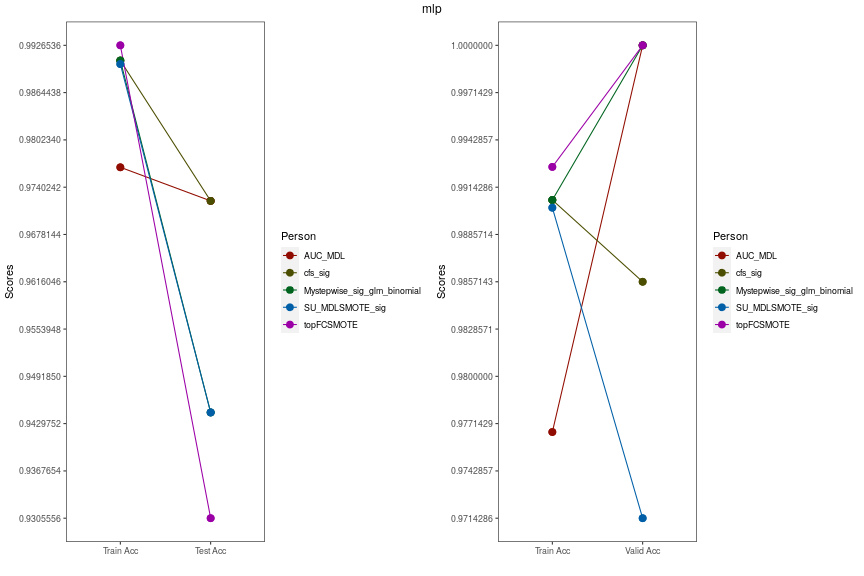 mlp
Scores
0.9926536
0.9864438
0.9802340
0.9740242
0.9678144
0.9616046
0.9553948
0.9491850
0.9429752
0.9367654
0.9305556
Train Acc
Test Acc
Person
AUC_MDL
cfs_sig
Mystepwise_sig_glm_binomial
SU_MDLSMOTE_sig
topFCSMOTE
Scores
1.0000000
0.9971429
0.9942857
0.9914286
0.9885714
0.9857143
0.9828571
0.9800000
0.9771429
0.9742857
0.9714286
Train Acc
Valid Acc
Person
AUC_MDL
cfs_sig
Mystepwise_sig_glm_binomial
SU_MDLSMOTE_sig
topFCSMOTE